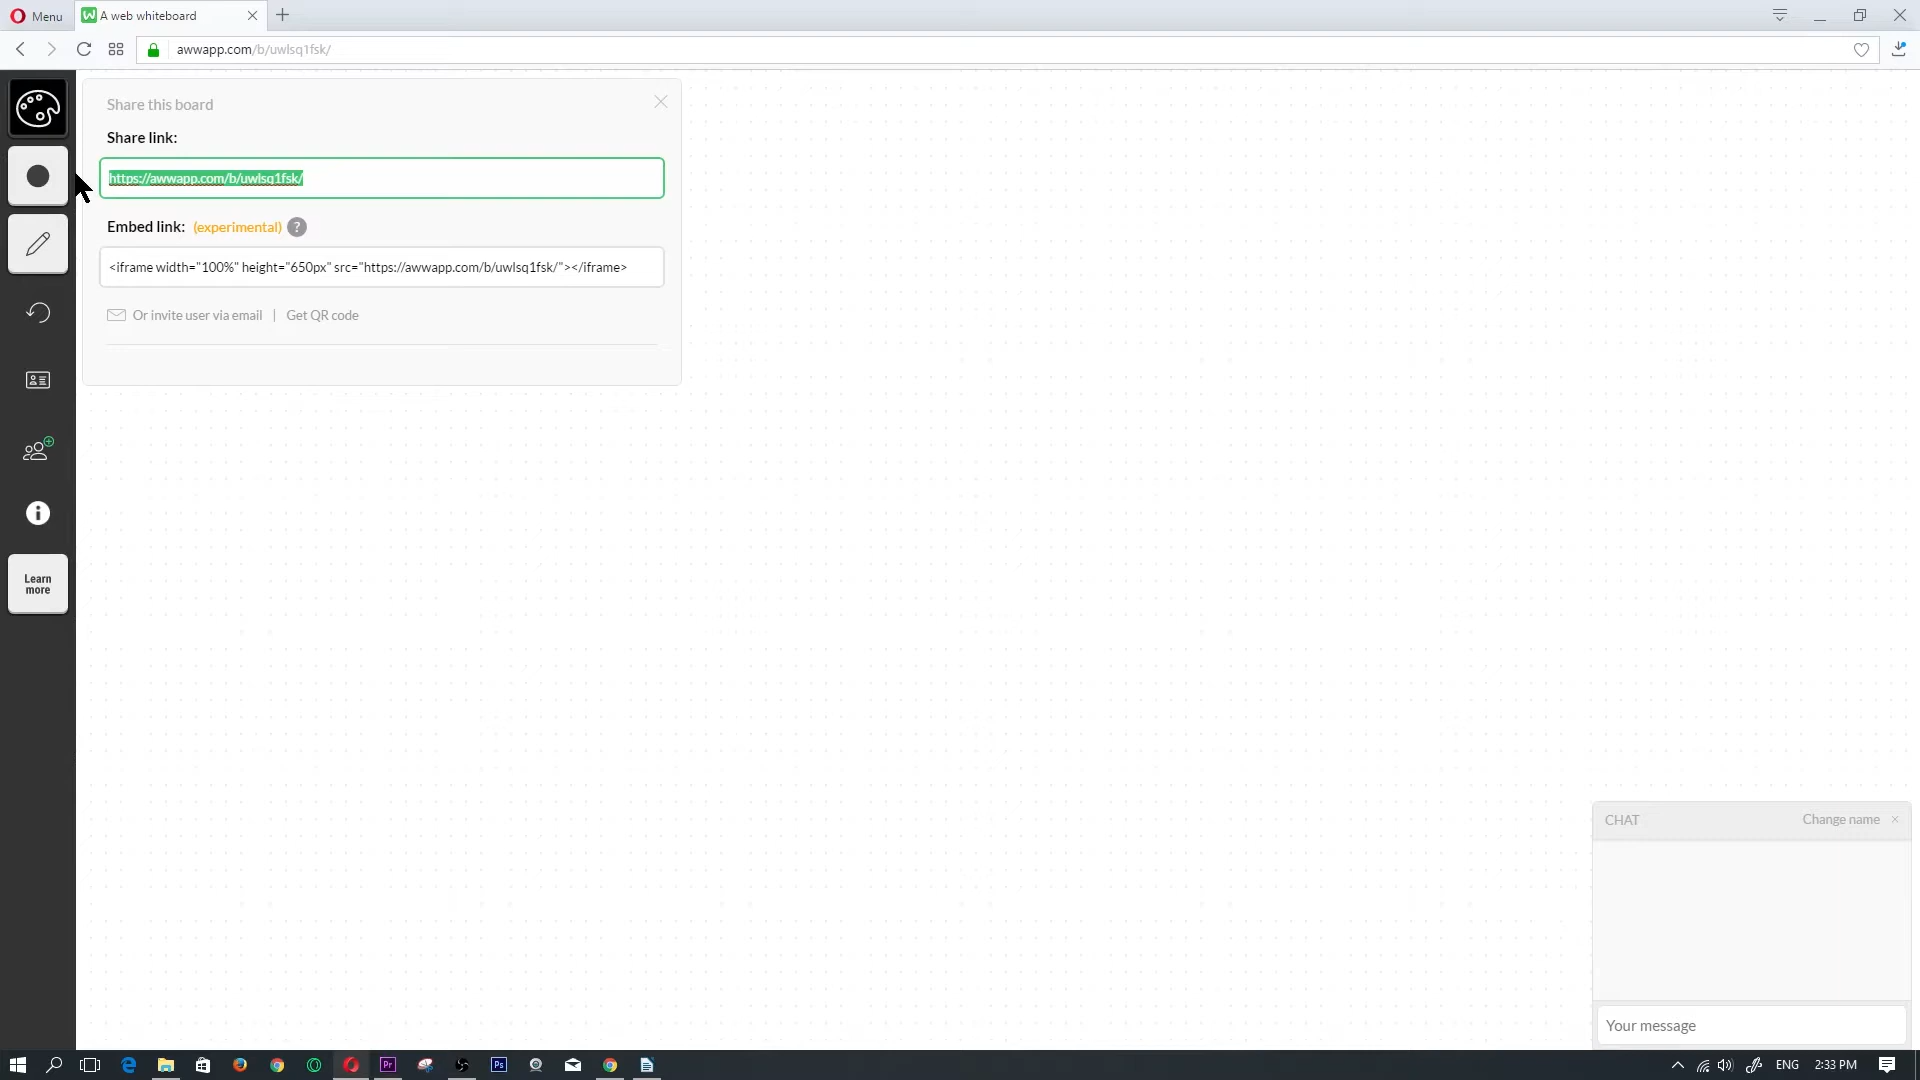 Menu
A web whiteboard
awwapp.com/b/uwlsq1fsk/
Share this board
Share link:
https://awwapp.com/b/uwlsq1fsk/
Embed link: (experimental) ?
<iframe width="100%" height="650px" src="https://awwapp.com/b/uwlsq1fsk/"></iframe>
Or invite user via email | Get QR code
Learn
more
CHAT Change name
Your message
Pr
Ps
ENG 2:33 PM